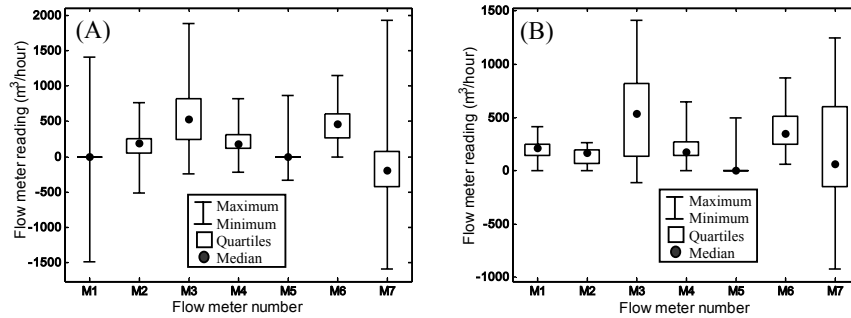 (A)
Flow meter reading (m³/hour)
2000
1500
1000
500
0
-500
-1000
-1500
Maximum
Minimum
Quartiles
Median
M1 M2 M3 M4 M5 M6 M7
Flow meter number
(B)
Flow meter reading (m³/hour)
1500
1000
500
0
-500
-1000
Maximum
Minimum
Quartiles
Median
M1 M2 M3 M4 M5 M6 M7
Flow meter number